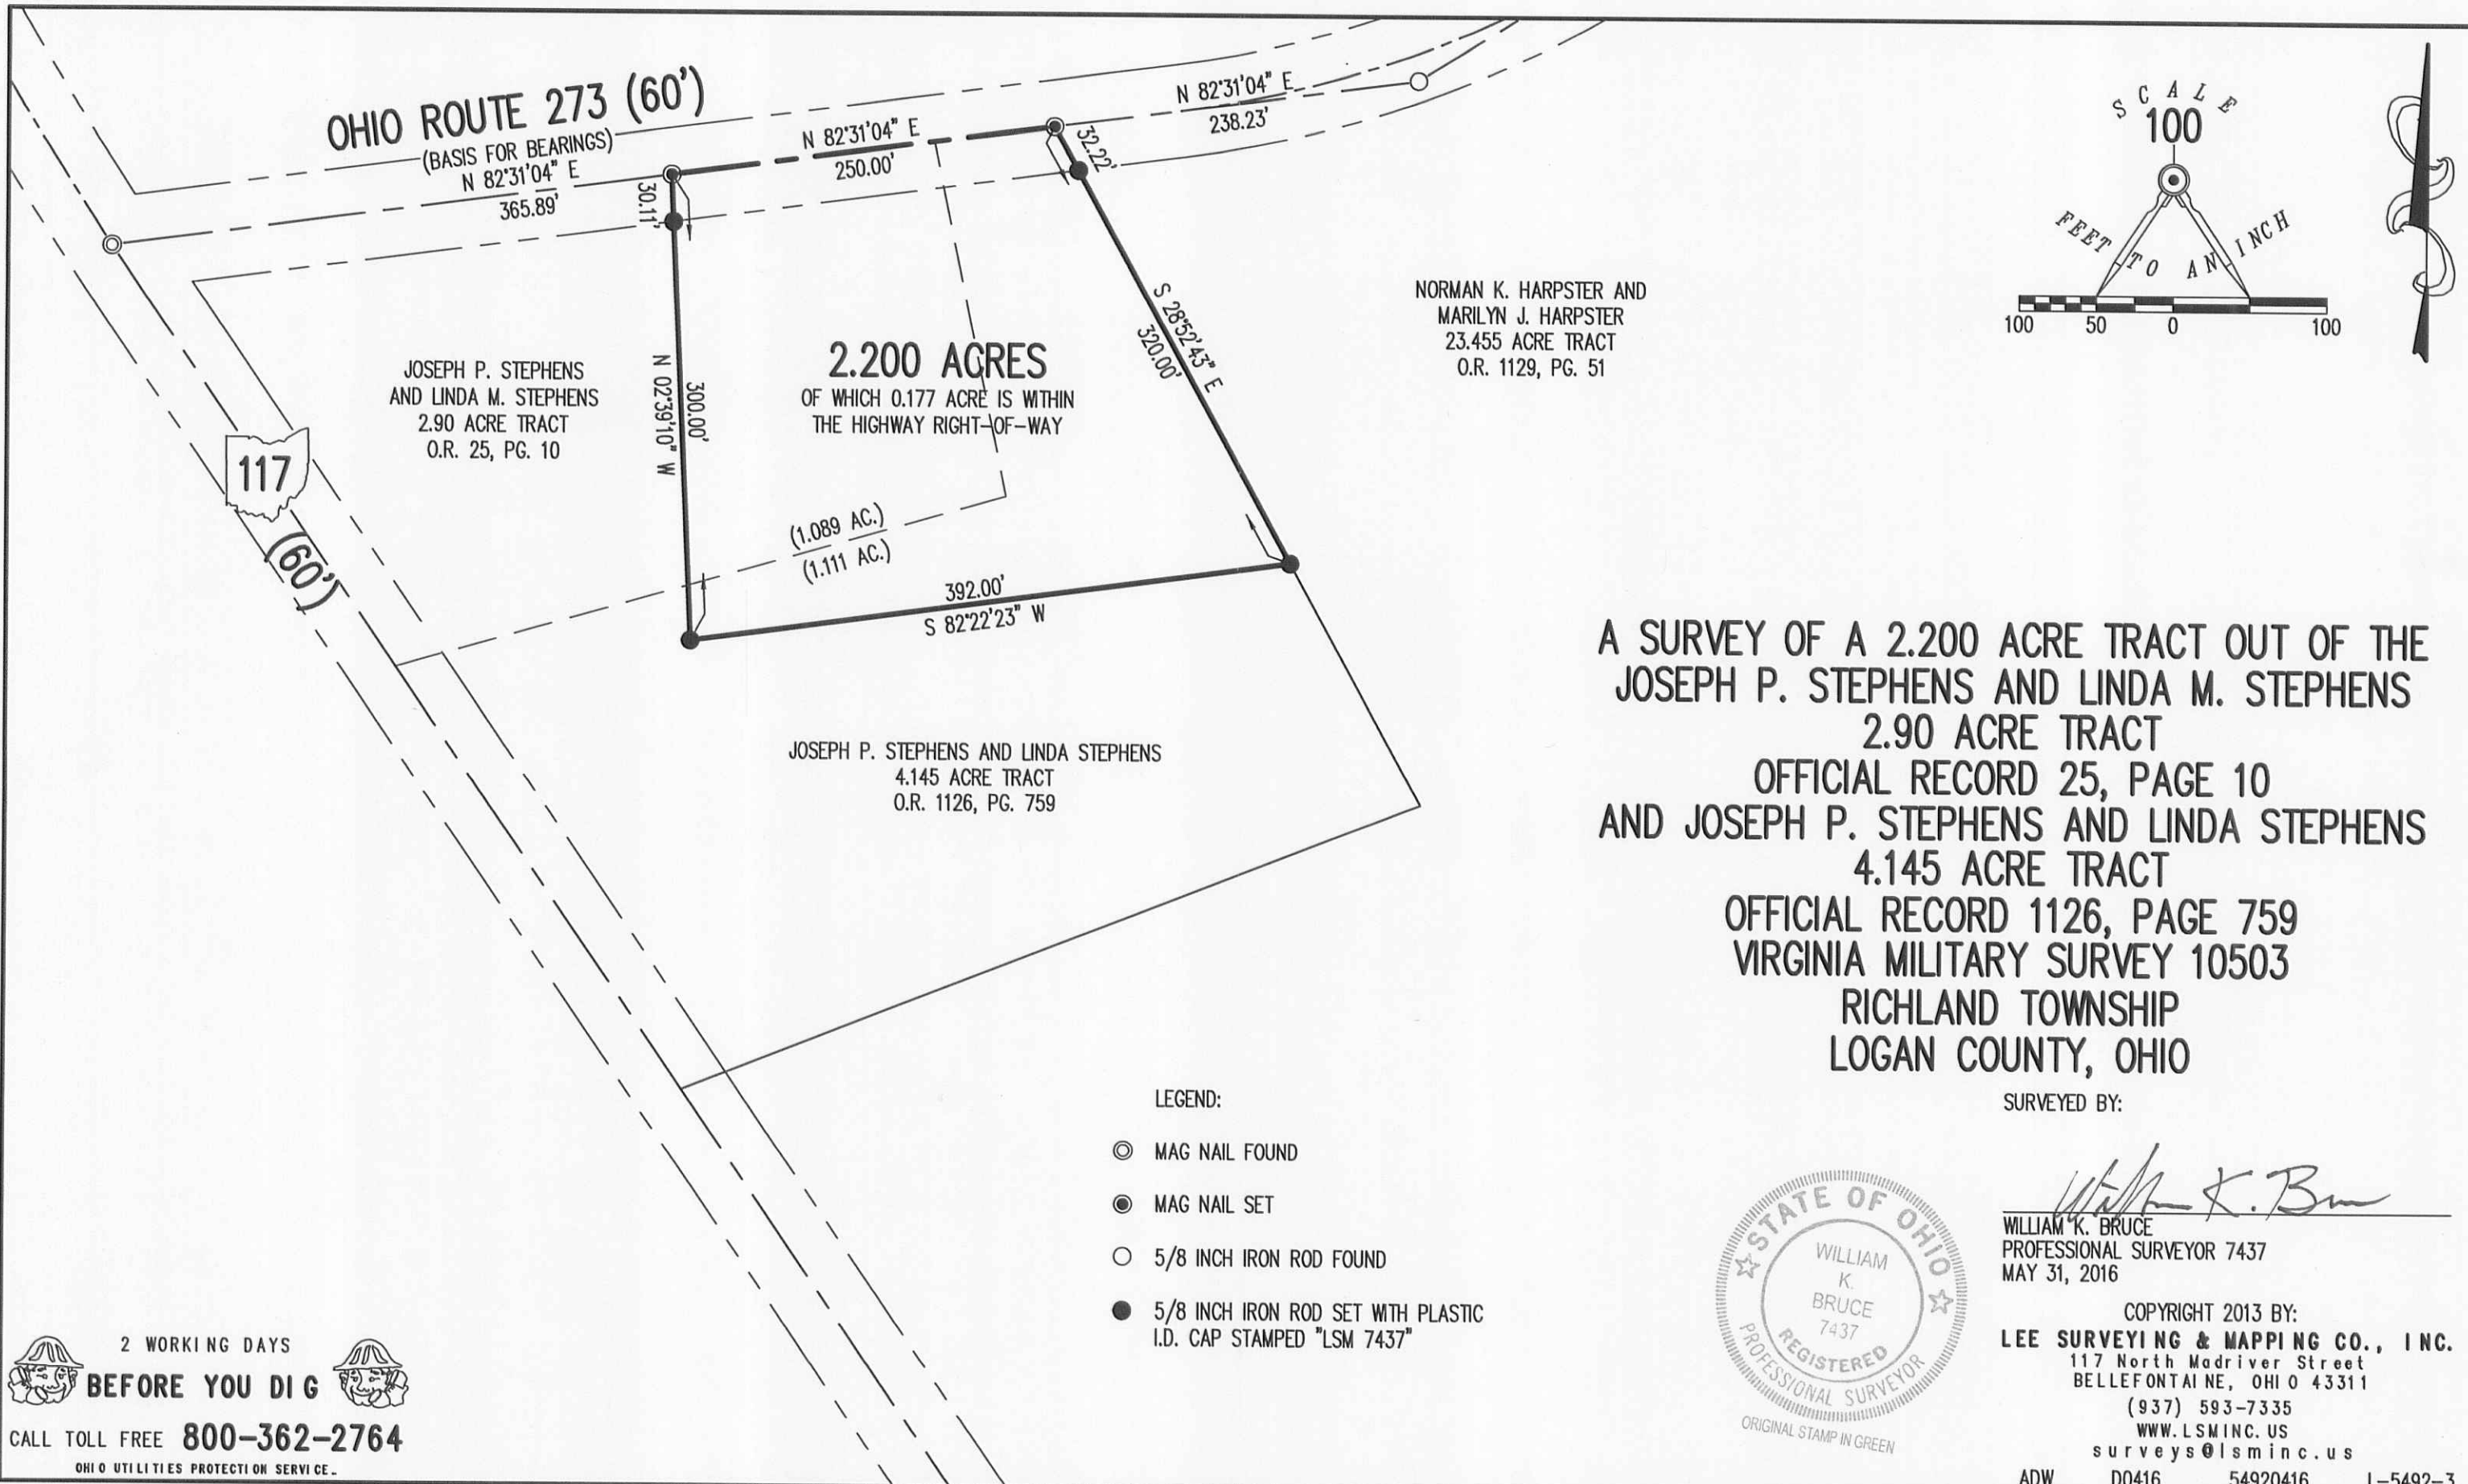 OHIO ROUTE 273 (60')
(BASIS FOR BEARINGS)
N 82°31'04" E
365.89'
N 82°31'04" E
250.00'
N 82°31'04" E
238.23'
30.11'
32.22'
S 28°52'43" E
320.00'
N 02°39'10" W
300.00'
2.200 ACRES
OF WHICH 0.177 ACRE IS WITHIN
THE HIGHWAY RIGHT-OF-WAY
(1.089 AC.)
(1.111 AC.)
392.00'
S 82°22'23" W
JOSEPH P. STEPHENS
AND LINDA M. STEPHENS
2.90 ACRE TRACT
O.R. 25, PG. 10
117
(60')
NORMAN K. HARPSTER AND
MARILYN J. HARPSTER
23.455 ACRE TRACT
O.R. 1129, PG. 51
JOSEPH P. STEPHENS AND LINDA STEPHENS
4.145 ACRE TRACT
O.R. 1126, PG. 759
SCALE
100
FEET TO AN INCH
100 50 0 100
A SURVEY OF A 2.200 ACRE TRACT OUT OF THE
JOSEPH P. STEPHENS AND LINDA M. STEPHENS
2.90 ACRE TRACT
OFFICIAL RECORD 25, PAGE 10
AND JOSEPH P. STEPHENS AND LINDA STEPHENS
4.145 ACRE TRACT
OFFICIAL RECORD 1126, PAGE 759
VIRGINIA MILITARY SURVEY 10503
RICHLAND TOWNSHIP
LOGAN COUNTY, OHIO
LEGEND:
MAG NAIL FOUND
MAG NAIL SET
5/8 INCH IRON ROD FOUND
5/8 INCH IRON ROD SET WITH PLASTIC
I.D. CAP STAMPED "LSM 7437"
SURVEYED BY:
William K. Bruce
WILLIAM K. BRUCE
PROFESSIONAL SURVEYOR 7437
MAY 31, 2016
STATE OF OHIO
WILLIAM
K.
BRUCE
7437
REGISTERED
PROFESSIONAL SURVEYOR
ORIGINAL STAMP IN GREEN
COPYRIGHT 2013 BY:
LEE SURVEYING & MAPPING CO., INC.
117 North Madriver Street
BELLEFONTAINE, OHIO 43311
(937) 593-7335
WWW.LSMINC.US
surveys@lsminc.us
ADW D0416 54920416 L-5492-3
2 WORKING DAYS
BEFORE YOU DIG
CALL TOLL FREE 800-362-2764
OHIO UTILITIES PROTECTION SERVICE.